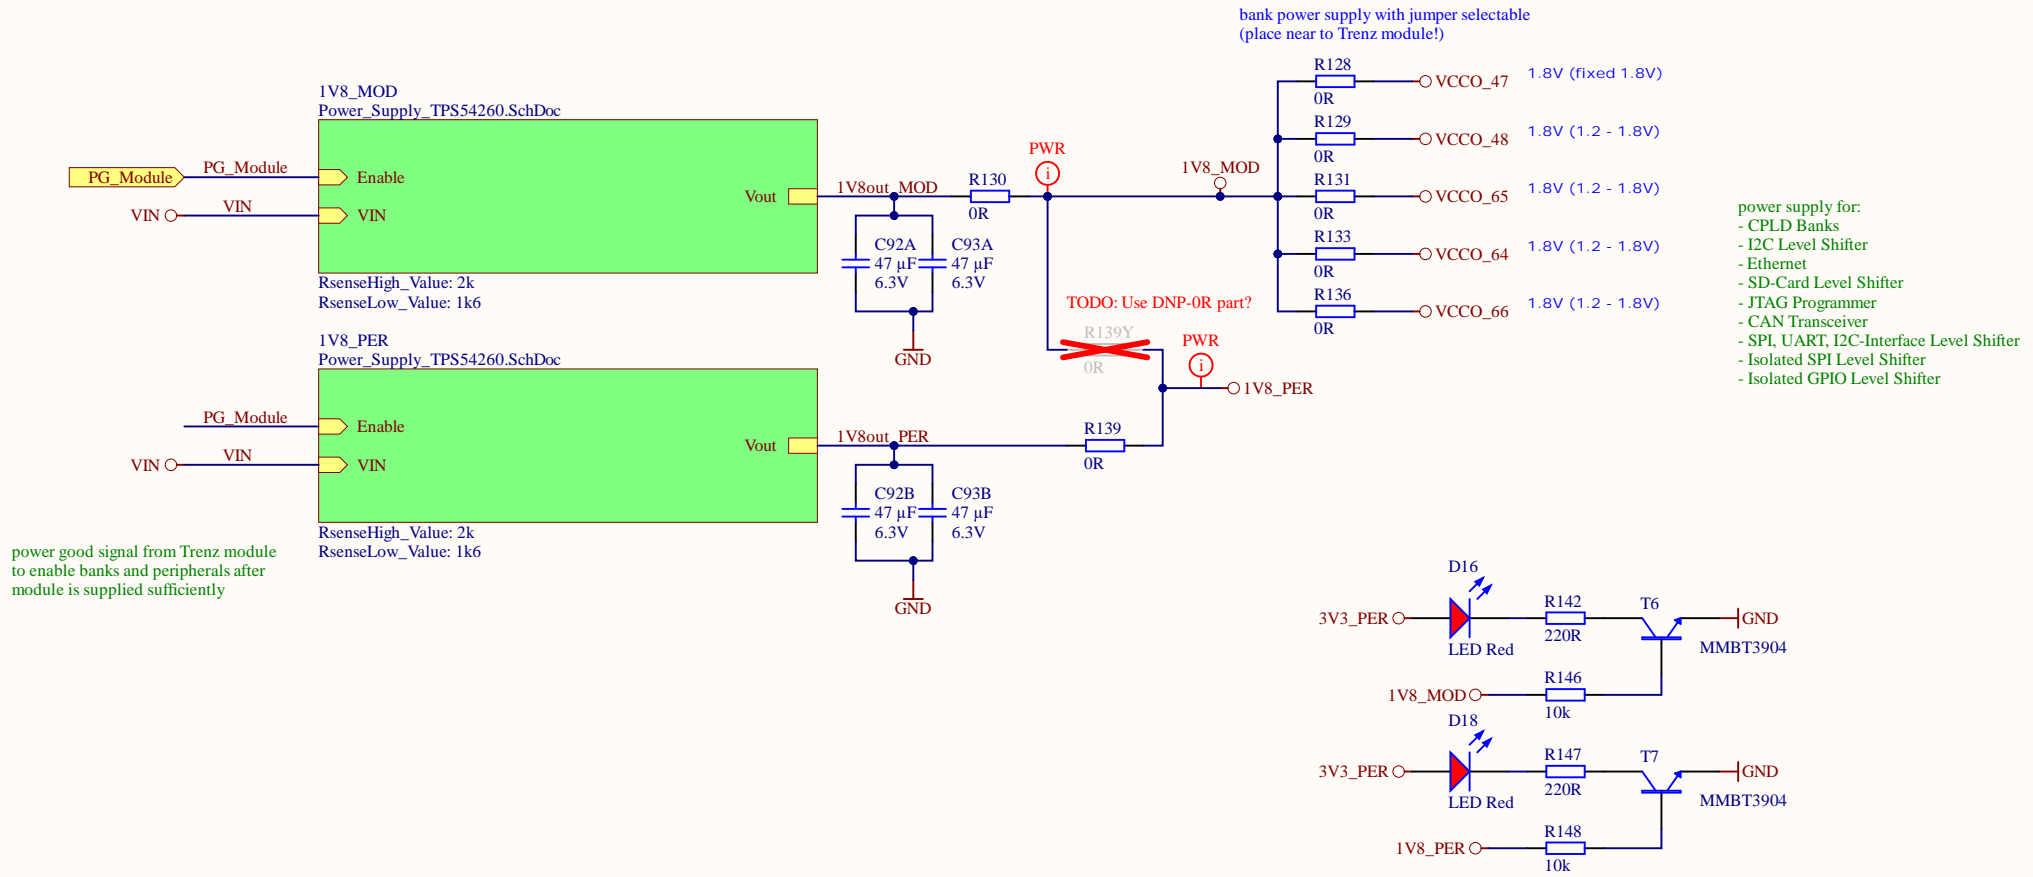 bank power supply with jumper selectable
(place near to Trenz module!)
1V8_MOD
Power_Supply_TPS54260.SchDoc
PG_Module
PG_Module
Enable
VIN
VIN
VIN
Vout
RsenseHigh_Value: 2k
RsenseLow_Value: 1k6
1V8out_MOD
R130
0R
C92A
47 µF
6.3V
C93A
47 µF
6.3V
GND
PWR
i
1V8_MOD
R128
0R
VCCO_47
1.8V (fixed 1.8V)
R129
0R
VCCO_48
1.8V (1.2 - 1.8V)
R131
0R
VCCO_65
1.8V (1.2 - 1.8V)
R133
0R
VCCO_64
1.8V (1.2 - 1.8V)
R136
0R
VCCO_66
1.8V (1.2 - 1.8V)
power supply for:
- CPLD Banks
- I2C Level Shifter
- Ethernet
- SD-Card Level Shifter
- JTAG Programmer
- CAN Transceiver
- SPI, UART, I2C-Interface Level Shifter
- Isolated SPI Level Shifter
- Isolated GPIO Level Shifter
TODO: Use DNP-0R part?
R139Y
0R
PWR
i
1V8_PER
1V8_PER
Power_Supply_TPS54260.SchDoc
PG_Module
Enable
VIN
VIN
VIN
Vout
RsenseHigh_Value: 2k
RsenseLow_Value: 1k6
1V8out_PER
R139
0R
C92B
47 µF
6.3V
C93B
47 µF
6.3V
GND
power good signal from Trenz module
to enable banks and peripherals after
module is supplied sufficiently
D16
3V3_PER
LED Red
R142
220R
T6
GND
MMBT3904
1V8_MOD
R146
10k
D18
3V3_PER
LED Red
R147
220R
T7
GND
MMBT3904
1V8_PER
R148
10k